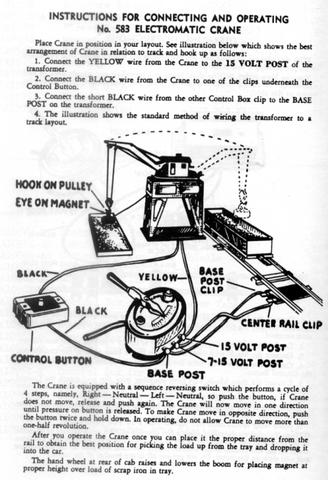 INSTRUCTIONS FOR CONNECTING AND OPERATING
No. 583 ELECTROMATIC CRANE
Place Crane in position in your layout. See illustration below which shows the best
arrangement of Crane in relation to track and hook up as follows:
1. Connect the YELLOW wire from the Crane to the 15 VOLT POST of the
transformer.
2. Connect the BLACK wire from the Crane to one of the clips underneath the
Control Button.
3. Connect the short BLACK wire from the other Control Box clip to the BASE
POST on the transformer.
4. The illustration shows the standard method of wiring the transformer to a
track layout.
HOOK ON PULLEY
EYE ON MAGNET
BLACK
YELLOW
BASE
POST
CLIP
BLACK
CENTER RAIL CLIP
CONTROL BUTTON
15 VOLT POST
7-15 VOLT POST
BASE POST
The Crane is equipped with a sequence reversing switch which performs a cycle of
4 steps, namely, Right—Neutral—Left—Neutral, so push the button, if Crane
does not move, release and push again. The Crane will now move in one direction
until pressure on button is released. To make Crane move in opposite direction, push
the button twice and hold down. In operating, do not allow Crane to move more than
one-half revolution.
After you operate the Crane once you can place it the proper distance from the
rail to obtain the best position for picking the load up from the tray and dropping it
into the car.
The hand wheel at rear of cab raises and lowers the boom for placing magnet at
proper height over load of scrap iron in tray.